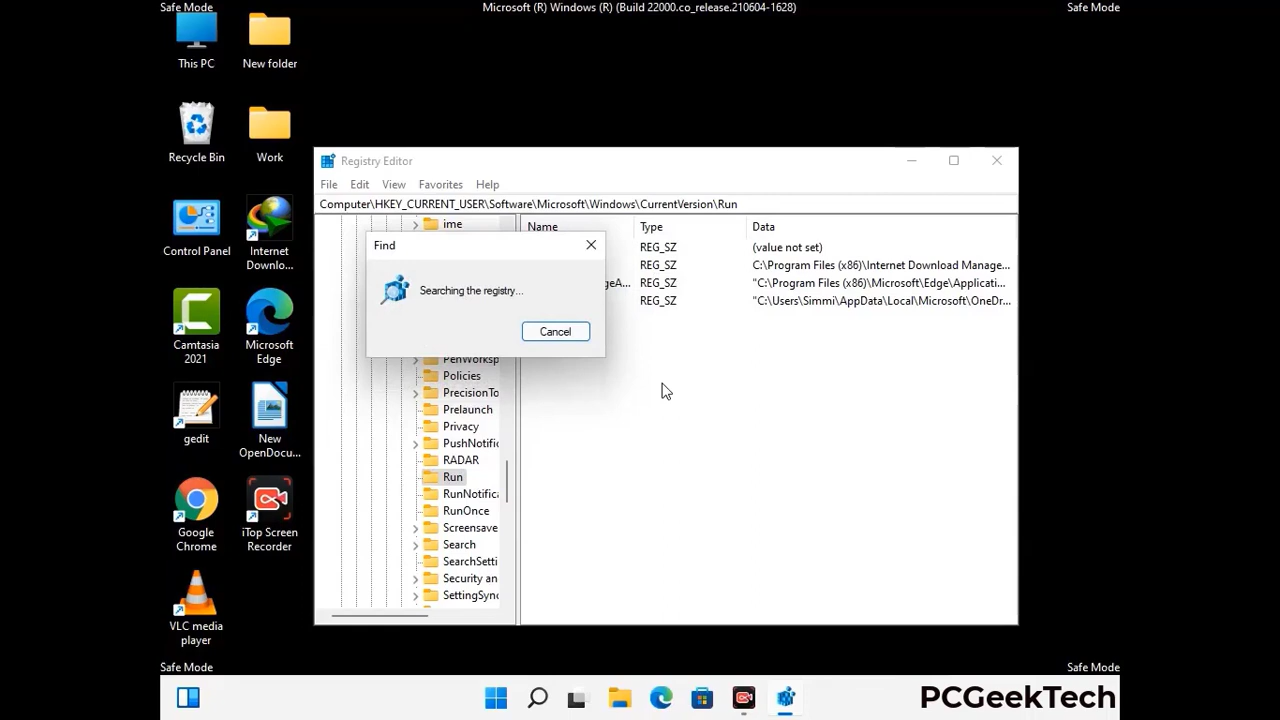 Safe Mode
Microsoft (R) Windows (R) (Build 22000.co_release.210604-1628)
Safe Mode
This PC
New folder
Recycle Bin
Work
Control Panel
Internet
Downlo...
Camtasia
2021
Microsoft
Edge
gedit
New
OpenDocu...
Google
Chrome
iTop Screen
Recorder
VLC media
player
Registry Editor
File Edit View Favorites Help
Computer\HKEY_CURRENT_USER\Software\Microsoft\Windows\CurrentVersion\Run
ime
PenWorksp
Policies
PrecisionTo
Prelaunch
Privacy
PushNotific
RADAR
Run
RunNotifica
RunOnce
Screensave
Search
SearchSetti
Security an
SettingSync
Name Type Data
REG_SZ (value not set)
REG_SZ C:\Program Files (x86)\Internet Download Manage...
geA... REG_SZ "C:\Program Files (x86)\Microsoft\Edge\Applicati...
REG_SZ "C:\Users\Simmi\AppData\Local\Microsoft\OneDr...
Find
Searching the registry...
Cancel
Safe Mode
Safe Mode
PCGeekTech